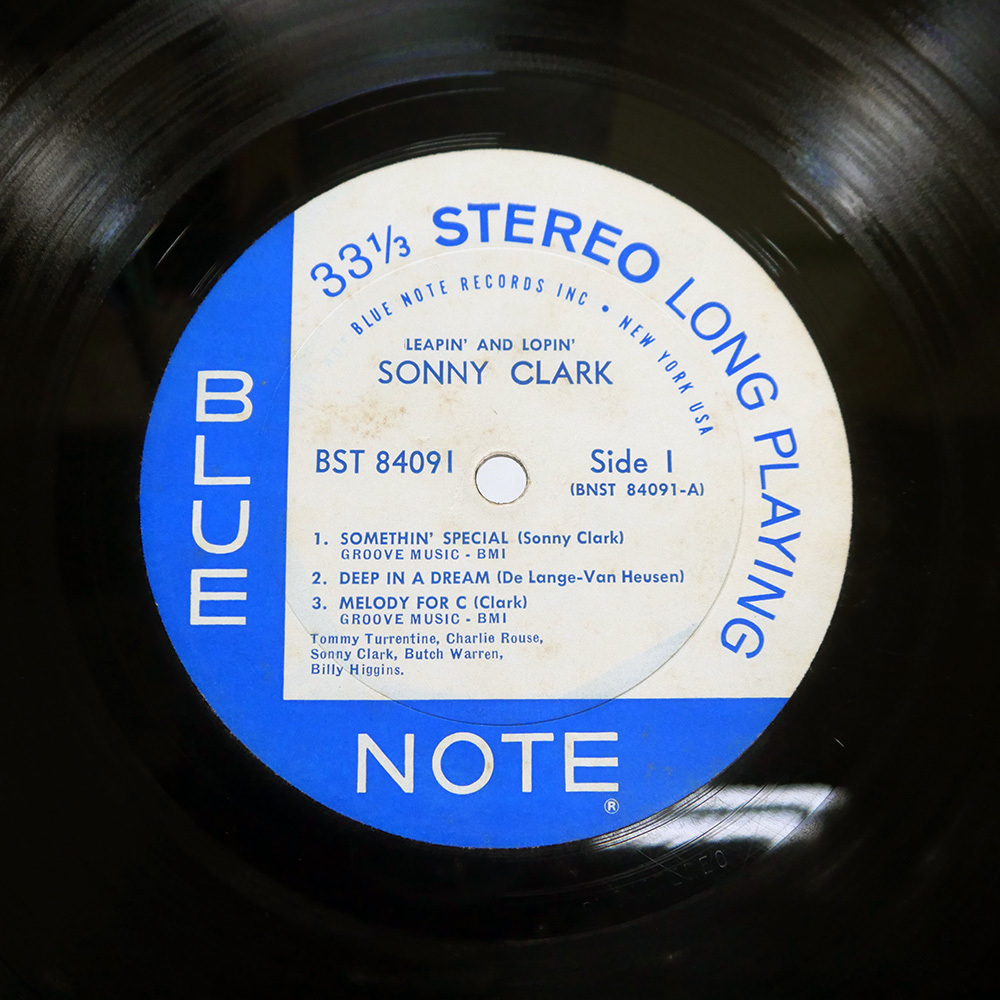 33⅓ STEREO LONG PLAYING
BLUE NOTE RECORDS INC • NEW YORK USA
LEAPIN' AND LOPIN'
SONNY CLARK
BST 84091
Side 1
(BNST 84091-A)
1. SOMETHIN' SPECIAL (Sonny Clark)
GROOVE MUSIC - BMI
2. DEEP IN A DREAM (De Lange-Van Heusen)
3. MELODY FOR C (Clark)
GROOVE MUSIC - BMI
Tommy Turrentine, Charlie Rouse,
Sonny Clark, Butch Warren,
Billy Higgins.
BLUE
NOTE
®